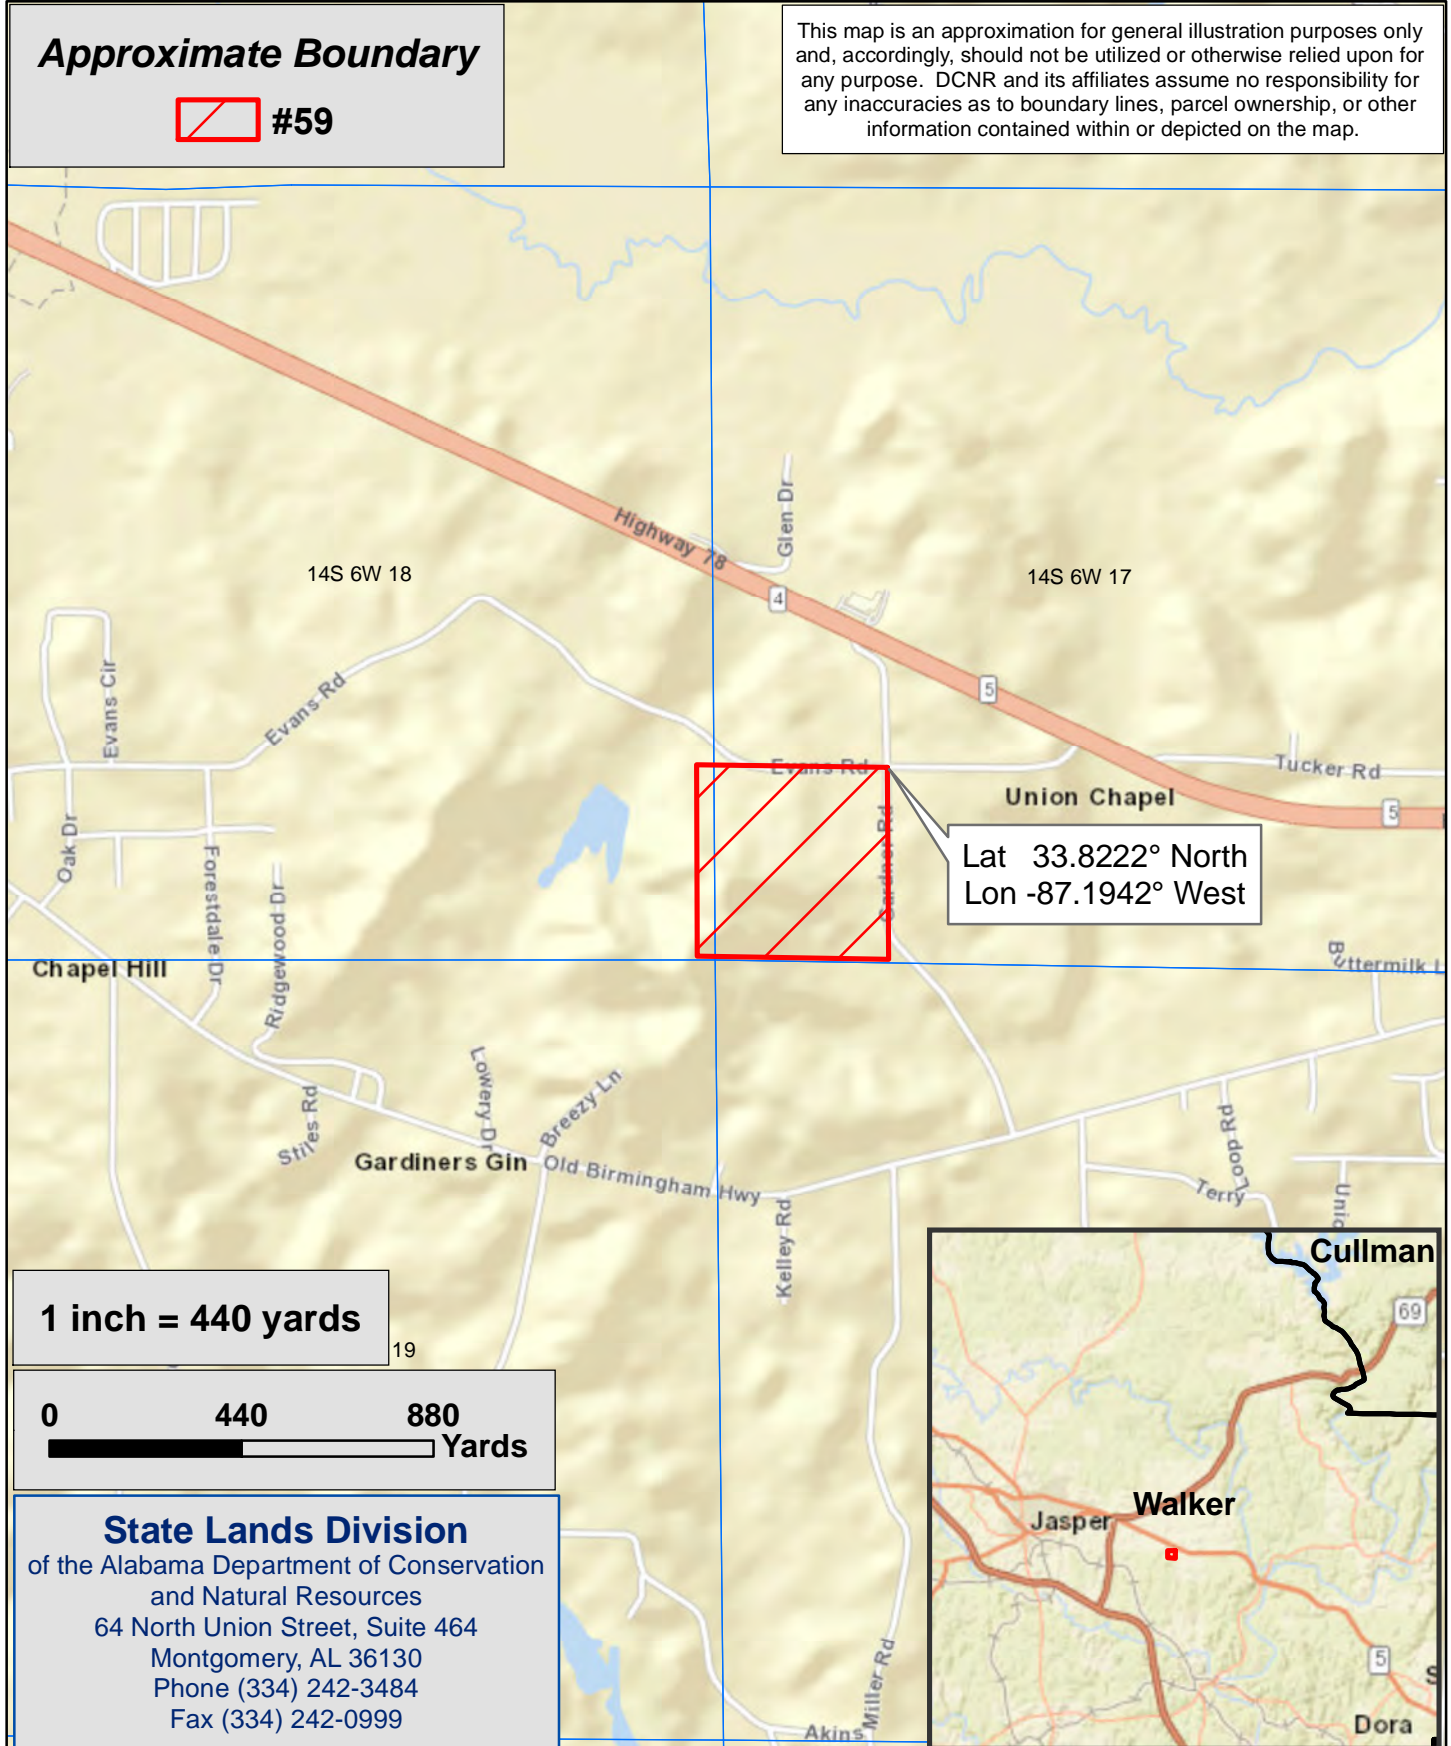 Approximate Boundary
#59
This map is an approximation for general illustration purposes only
and, accordingly, should not be utilized or otherwise relied upon for
any purpose. DCNR and its affiliates assume no responsibility for
any inaccuracies as to boundary lines, parcel ownership, or other
information contained within or depicted on the map.
Highway 78
Glen Dr
14S 6W 18
14S 6W 17
4
5
Evans Cir
Evans Rd
Evans Rd
Tucker Rd
Union Chapel
5
Oak Dr
Forestdale Dr
Ridgewood Dr
Gardner Rd
Lat 33.8222° North
Lon -87.1942° West
Chapel Hill
Buttermilk L
Lowery Dr
Breezy Ln
Stiles Rd
Gardiners Gin
Old Birmingham Hwy
Kelley Rd
Loop Rd
Terry
Unio
1 inch = 440 yards
19
0 440 880
Yards
State Lands Division
of the Alabama Department of Conservation
and Natural Resources
64 North Union Street, Suite 464
Montgomery, AL 36130
Phone (334) 242-3484
Fax (334) 242-0999
Akins
Miller Rd
Cullman
69
Walker
Jasper
5
S
Dora